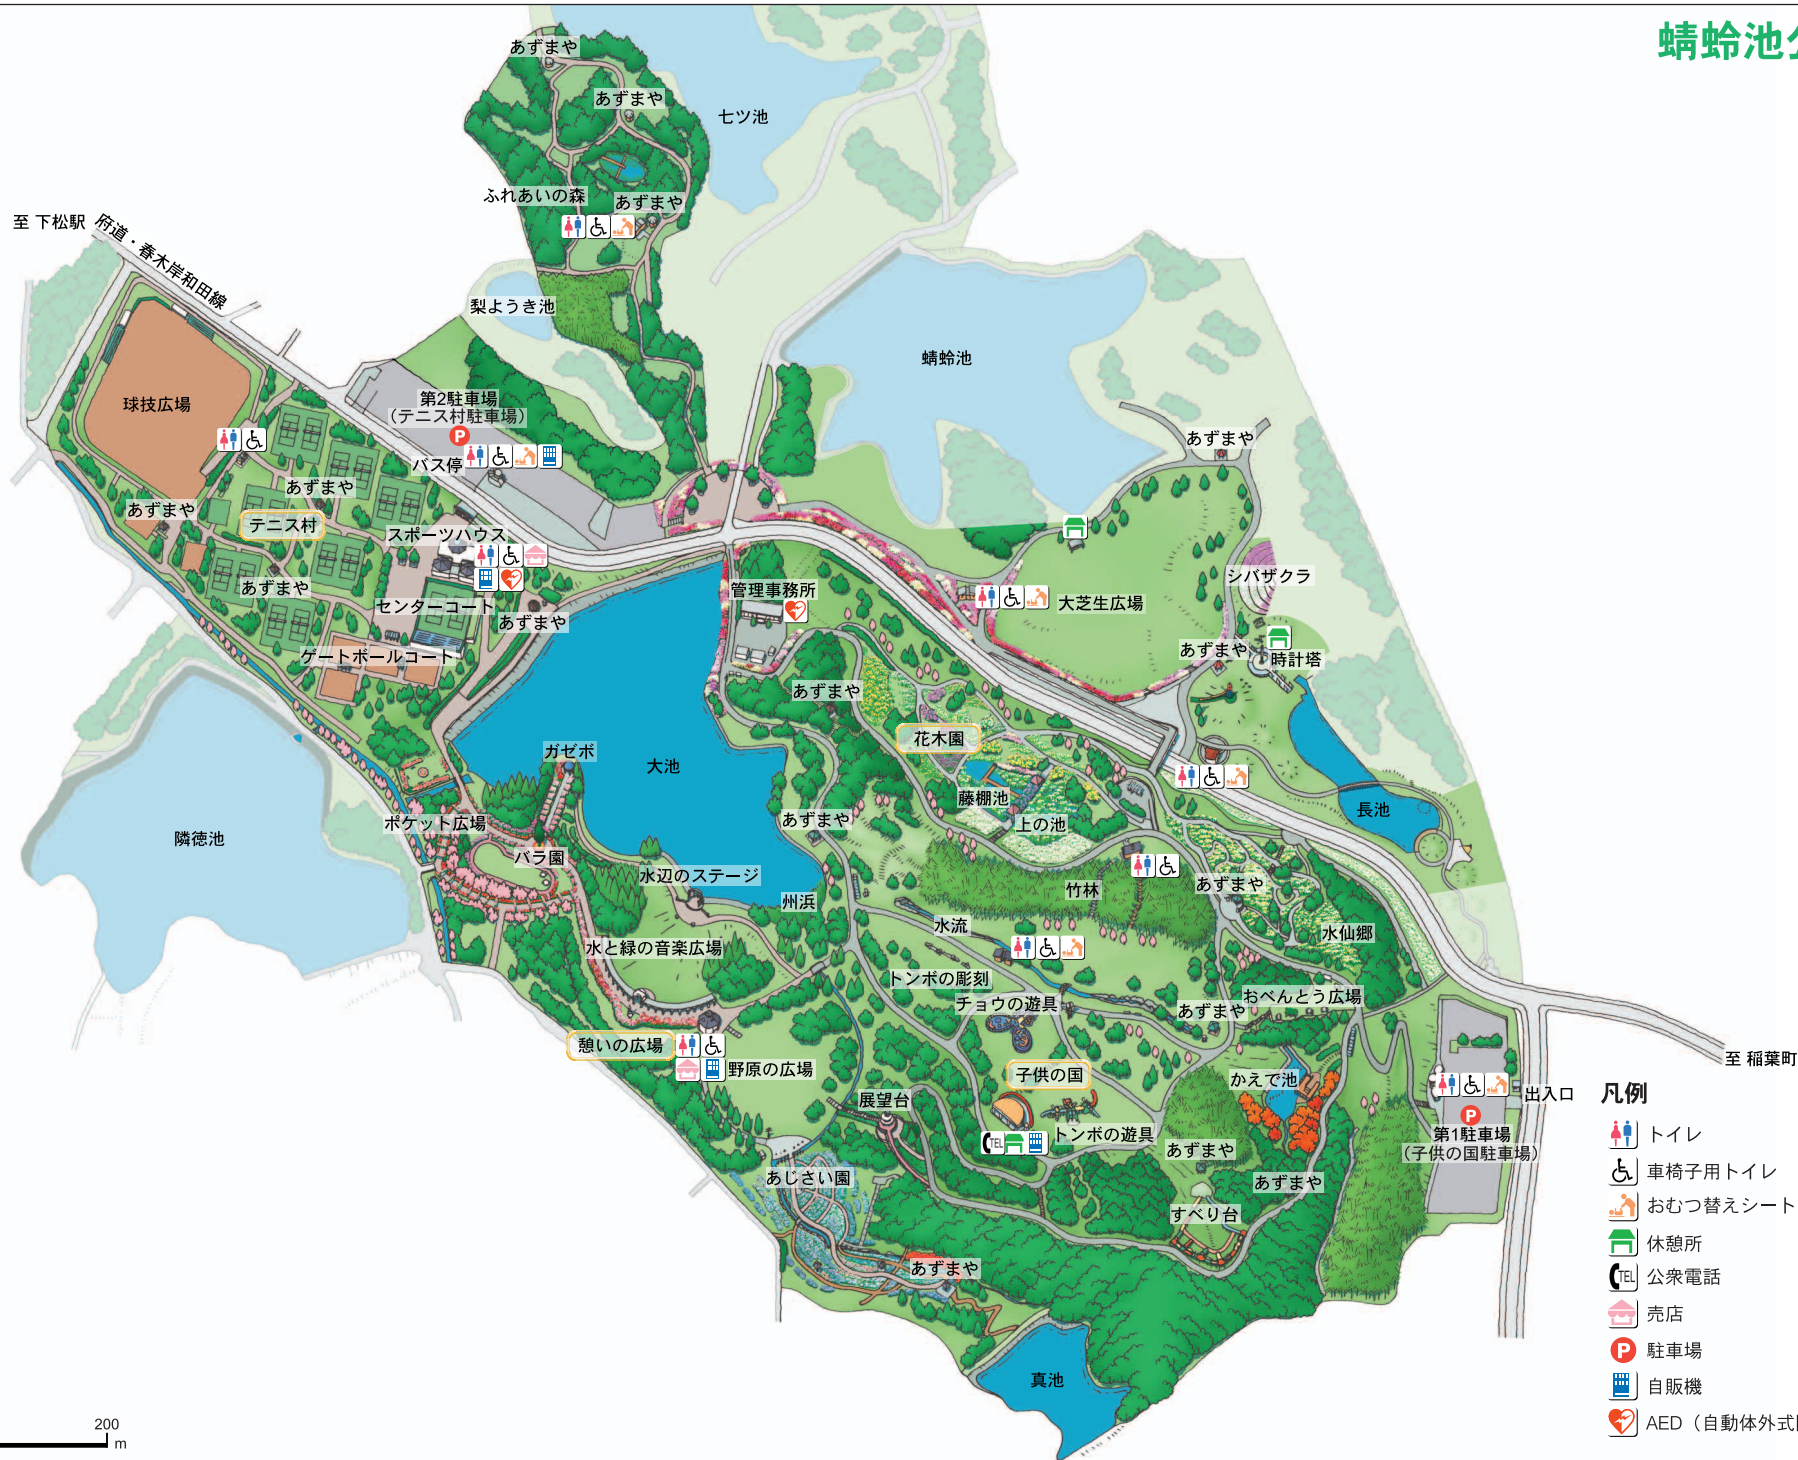 蜻蛉池公
あずまや
あずまや
七ツ池
ふれあいの森
あずまや
至 下松駅
府道・春木岸和田線
梨ようき池
蜻蛉池
球技広場
第2駐車場
(テニス村駐車場)
P
バス停
あずまや
あずまや
あずまや
テニス村
スポーツハウス
あずまや
センターコート
あずまや
ゲートボールコート
管理事務所
大芝生広場
シバザクラ
あずまや
時計塔
あずまや
花木園
ガゼボ
大池
藤棚池
上の池
長池
隣徳池
ポケット広場
あずまや
バラ園
水辺のステージ
州浜
竹林
あずまや
水流
水仙郷
水と緑の音楽広場
トンボの彫刻
チョウの遊具
おべんとう広場
あずまや
憩いの広場
野原の広場
子供の国
かえで池
展望台
TEL
トンボの遊具
あずまや
あじさい園
あずまや
すべり台
あずまや
真池
至 稲葉町
出入口
P
第1駐車場
(子供の国駐車場)
凡例
トイレ
車椅子用トイレ
おむつ替えシート
休憩所
TEL 公衆電話
売店
P 駐車場
自販機
AED（自動体外式
200
m